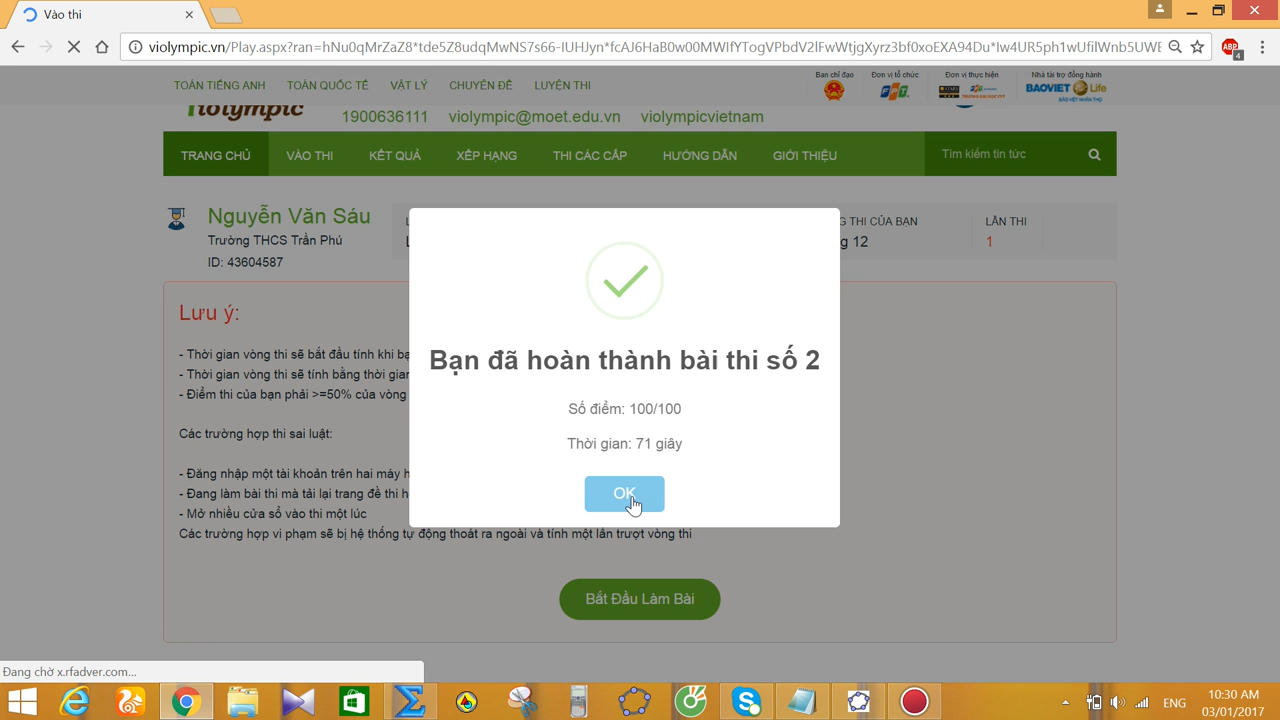 Vào thi
violympic.vn/Play.aspx?ran=hNu0qMrZaZ8*tde5Z8udqMwNS7s66-IUHJyn*fcAJ6HaB0w00MWIfYTogVPbdV2lFwWtjgXyrz3bf0xoEXA94Du*Iw4UR5ph1wUfilWnb5UWE
ABP
4
TOÁN TIẾNG ANH TOÁN QUỐC TẾ VẬT LÝ CHUYÊN ĐỀ LUYỆN THI
Ban chỉ đạo Đơn vị tổ chức Đơn vị thực hiện Nhà tài trợ đồng hành
FPT BAOVIET Life
violympic
1900636111 violympic@moet.edu.vn violympicvietnam
TRANG CHỦ VÀO THI KẾT QUẢ XẾP HẠNG THI CÁC CẤP HƯỚNG DẪN GIỚI THIỆU Tìm kiếm tin tức
Nguyễn Văn Sáu
Trường THCS Trần Phú
ID: 43604587
G THI CỦA BẠN LẦN THI
g 12 1
Lưu ý:
- Thời gian vòng thi sẽ bắt đầu tính khi bạ
- Thời gian vòng thi sẽ tính bằng thời gian
- Điểm thi của bạn phải >=50% của vòng
Các trường hợp thi sai luật:
- Đăng nhập một tài khoản trên hai máy h
- Đang làm bài thi mà tải lại trang đề thi h
- Mở nhiều cửa sổ vào thi một lúc
Các trường hợp vi phạm sẽ bị hệ thống tự động thoát ra ngoài và tính một lần trượt vòng thi
Bạn đã hoàn thành bài thi số 2
Số điểm: 100/100
Thời gian: 71 giây
OK
Bắt Đầu Làm Bài
Đang chờ x.rfadver.com...
ENG
10:30 AM
03/01/2017